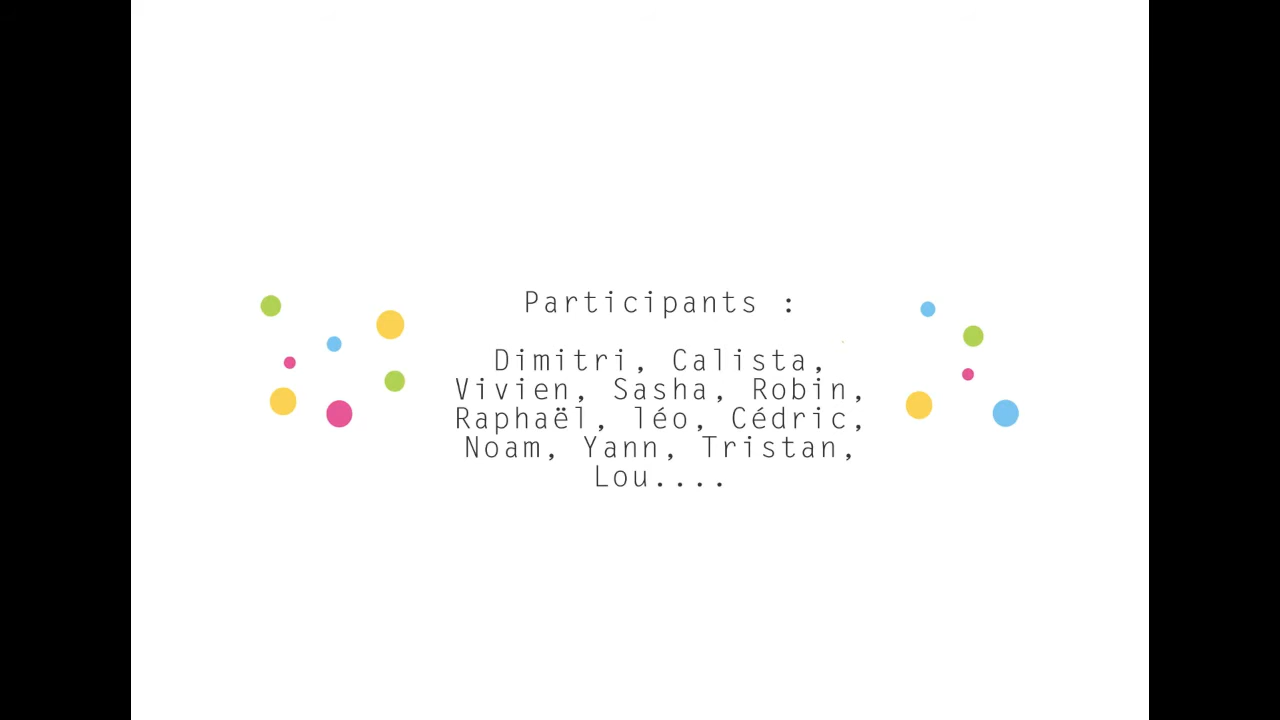 Participants :
Dimitri, Calista,
Vivien, Sasha, Robin,
Raphaël, léo, Cédric,
Noam, Yann, Tristan,
Lou....